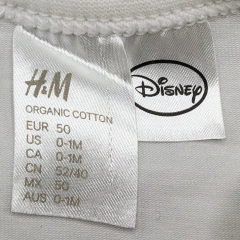 H&M
ORGANIC COTTON
EUR 50
US 0-1M
CA 0-1M
CN 52/40
MX 50
AUS 0-1M
Disney